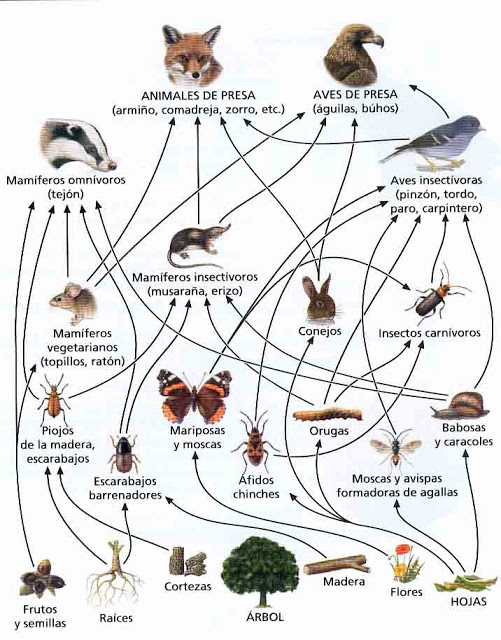 ANIMALES DE PRESA
(armiño, comadreja, zorro, etc.)
AVES DE PRESA
(águilas, búhos)
Mamíferos omnívoros
(tejón)
Aves insectívoras
(pinzón, tordo,
paro, carpintero)
Mamíferos insectívoros
(musaraña, erizo)
Mamíferos
vegetarianos
(topillos, ratón)
Conejos
Insectos carnívoros
Piojos
de la madera,
escarabajos
Mariposas
y moscas
Orugas
Babosas
y caracoles
Escarabajos
barrenadores
Áfidos
chinches
Moscas y avispas
formadoras de agallas
Frutos
y semillas
Raíces
Cortezas
ÁRBOL
Madera
Flores
HOJAS